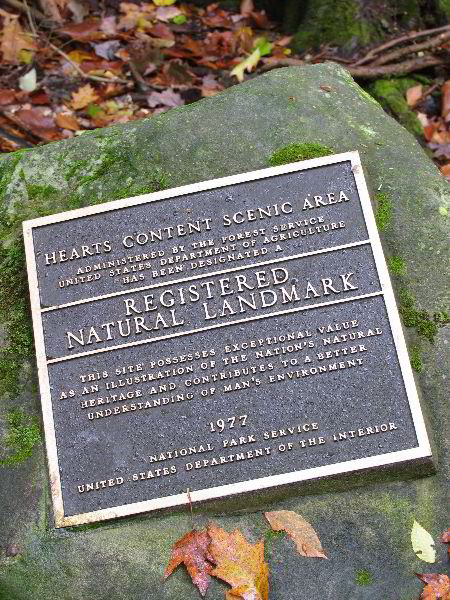 HEARTS CONTENT SCENIC AREA
ADMINISTERED BY THE FOREST SERVICE
UNITED STATES DEPARTMENT OF AGRICULTURE
HAS BEEN DESIGNATED A
REGISTERED
NATURAL LANDMARK
THIS SITE POSSESSES EXCEPTIONAL VALUE
AS AN ILLUSTRATION OF THE NATION'S NATURAL
HERITAGE AND CONTRIBUTES TO A BETTER
UNDERSTANDING OF MAN'S ENVIRONMENT
1977
NATIONAL PARK SERVICE
UNITED STATES DEPARTMENT OF THE INTERIOR